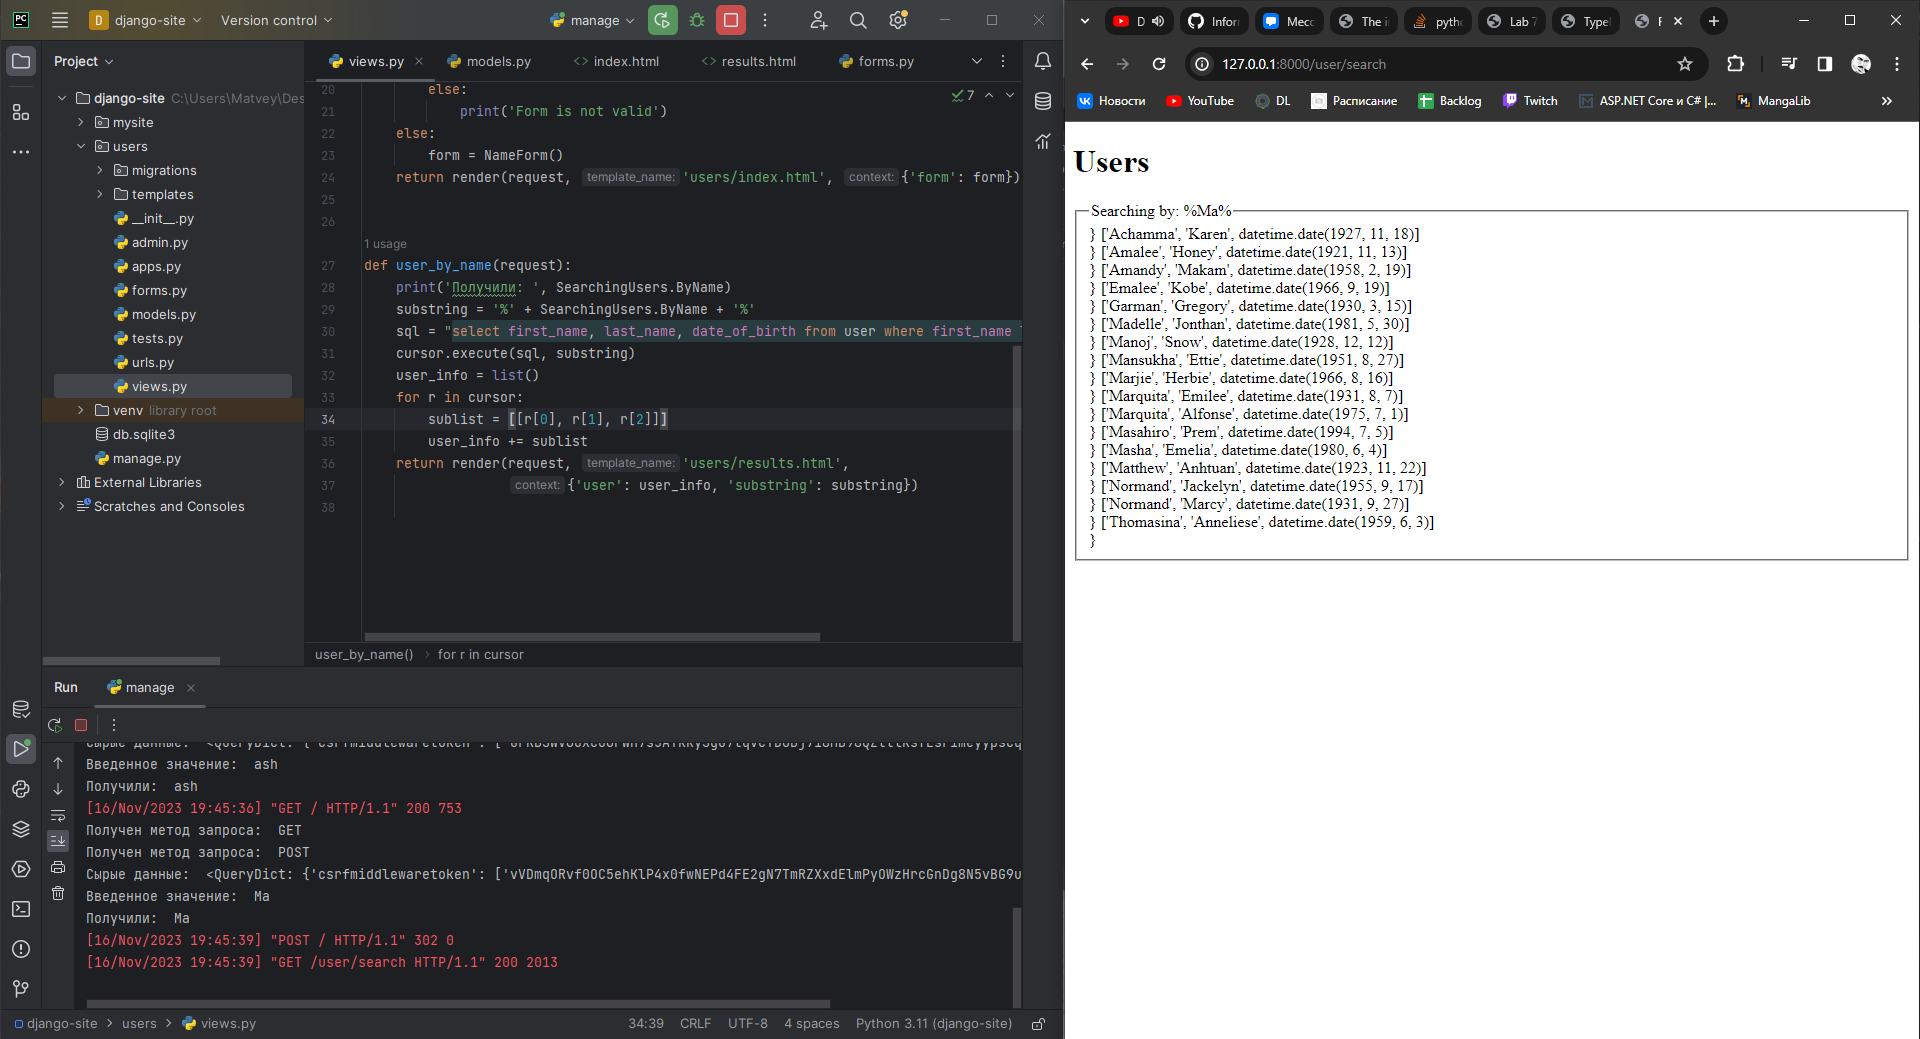 PC
D django-site
Version control
manage
Project
django-site C:\Users\Matvey\Des
mysite
users
migrations
templates
__init__.py
admin.py
apps.py
forms.py
models.py
tests.py
urls.py
views.py
venv library root
db.sqlite3
manage.py
External Libraries
Scratches and Consoles
views.py
models.py
index.html
results.html
forms.py
7
20 else:
21 print('Form is not valid')
22 else:
23 form = NameForm()
24 return render(request, template_name: 'users/index.html', context: {'form': form})
25
26
1 usage
27 def user_by_name(request):
28 print('Получили: ', SearchingUsers.ByName)
29 substring = '%' + SearchingUsers.ByName + '%'
30 sql = "select first_name, last_name, date_of_birth from user where first_name
31 cursor.execute(sql, substring)
32 user_info = list()
33 for r in cursor:
34 sublist = [[r[0], r[1], r[2]]]
35 user_info += sublist
36 return render(request, template_name: 'users/results.html',
37 context: {'user': user_info, 'substring': substring})
38
user_by_name() for r in cursor
Run manage
Введенное значение: ash
Получили: ash
[16/Nov/2023 19:45:36] "GET / HTTP/1.1" 200 753
Получен метод запроса: GET
Получен метод запроса: POST
Сырые данные: <QueryDict: {'csrfmiddlewaretoken': ['vVDmqORvf0OC5ehKlP4x0fwNEPd4FE2gN7TmRZXxdElmPyOWzHrcGnDg8N5vBG9u
Введенное значение: Ma
Получили: Ma
[16/Nov/2023 19:45:39] "POST / HTTP/1.1" 302 0
[16/Nov/2023 19:45:39] "GET /user/search HTTP/1.1" 200 2013
django-site users views.py
34:39 CRLF UTF-8 4 spaces Python 3.11 (django-site)
D
Infor
Месс
The i
pyth
Lab 7
Type
127.0.0.1:8000/user/search
Новости
YouTube
DL
Расписание
Backlog
Twitch
ASP.NET Core и C# |...
MangaLib
Users
Searching by: %Ma%
} ['Achamma', 'Karen', datetime.date(1927, 11, 18)]
} ['Amalee', 'Honey', datetime.date(1921, 11, 13)]
} ['Amandy', 'Makam', datetime.date(1958, 2, 19)]
} ['Emalee', 'Kobe', datetime.date(1966, 9, 19)]
} ['Garman', 'Gregory', datetime.date(1930, 3, 15)]
} ['Madelle', 'Jonthan', datetime.date(1981, 5, 30)]
} ['Manoj', 'Snow', datetime.date(1928, 12, 12)]
} ['Mansukha', 'Ettie', datetime.date(1951, 8, 27)]
} ['Marjie', 'Herbie', datetime.date(1966, 8, 16)]
} ['Marquita', 'Emilee', datetime.date(1931, 8, 7)]
} ['Marquita', 'Alfonse', datetime.date(1975, 7, 1)]
} ['Masahiro', 'Prem', datetime.date(1994, 7, 5)]
} ['Masha', 'Emelia', datetime.date(1980, 6, 4)]
} ['Matthew', 'Anhtuan', datetime.date(1923, 11, 22)]
} ['Normand', 'Jackelyn', datetime.date(1955, 9, 17)]
} ['Normand', 'Marcy', datetime.date(1931, 9, 27)]
} ['Thomasina', 'Anneliese', datetime.date(1959, 6, 3)]
}